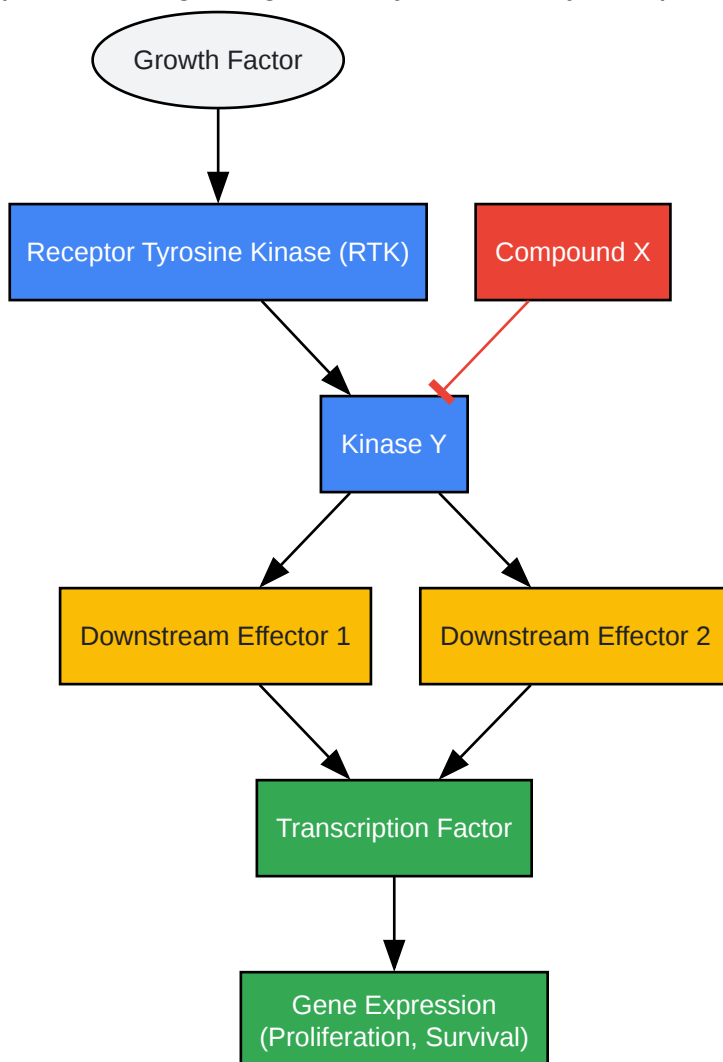 Growth Factor
Receptor Tyrosine Kinase (RTK)
Compound X
Kinase Y
Downstream Effector 1
Downstream Effector 2
Transcription Factor
Gene Expression
(Proliferation, Survival)